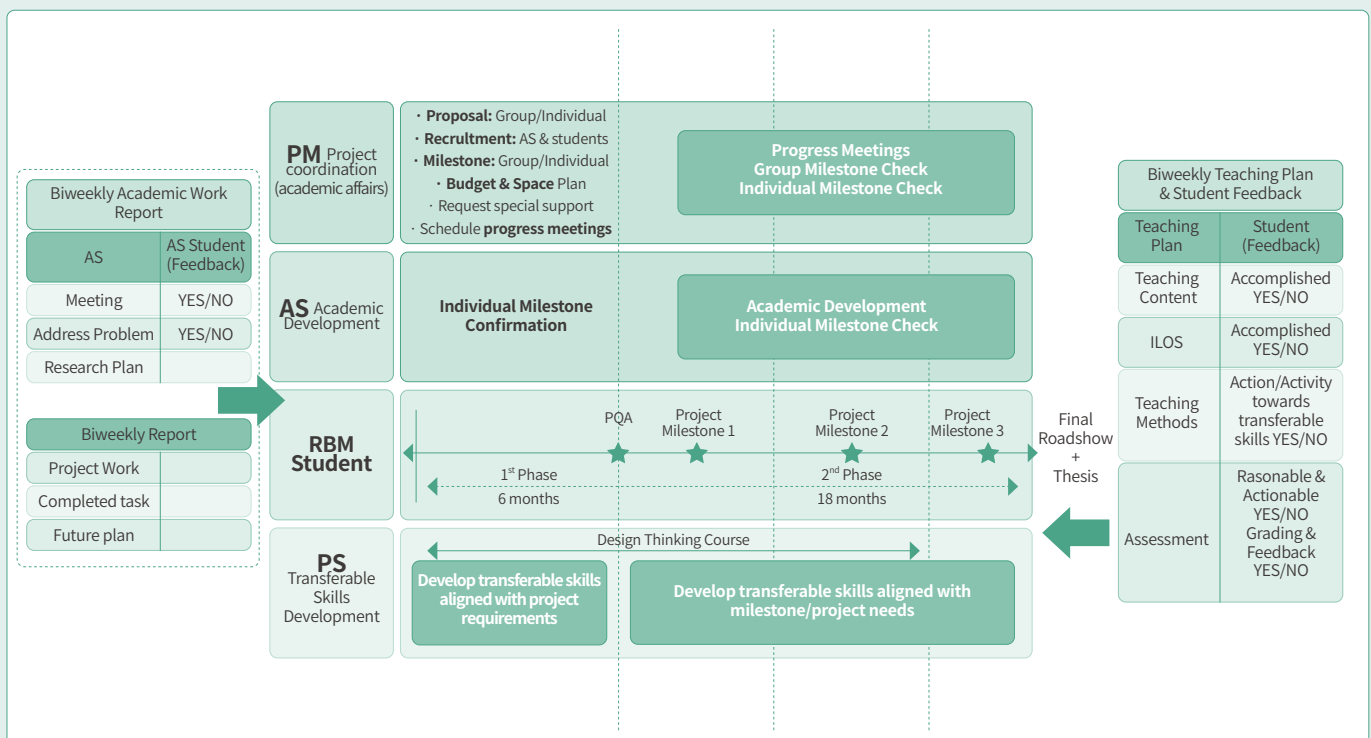 Biweekly Academic Work
Report
AS
AS Student
(Feedback)
Meeting
YES/NO
Address Problem
YES/NO
Research Plan
Biweekly Report
Project Work
Completed task
Future plan
PM Project
coordination
(academic affairs)
· Proposal: Group/Individual
· Recruitment: AS & students
· Milestone: Group/Individual
· Budget & Space Plan
· Request special support
· Schedule progress meetings
Progress Meetings
Group Milestone Check
Individual Milestone Check
AS Academic
Development
Individual Milestone
Confirmation
Academic Development
Individual Milestone Check
RBM
Student
PQA
Project
Milestone 1
Project
Milestone 2
Project
Milestone 3
1st Phase
6 months
2nd Phase
18 months
Final
Roadshow
+
Thesis
PS
Transferable
Skills
Development
Design Thinking Course
Develop transferable skills
aligned with project
requirements
Develop transferable skills aligned with
milestone/project needs
Biweekly Teaching Plan
& Student Feedback
Teaching
Plan
Student
(Feedback)
Teaching
Content
Accomplished
YES/NO
ILOS
Accomplished
YES/NO
Teaching
Methods
Action/Activity
towards
transferable
skills YES/NO
Assessment
Rasonable &
Actionable
YES/NO
Grading &
Feedback
YES/NO